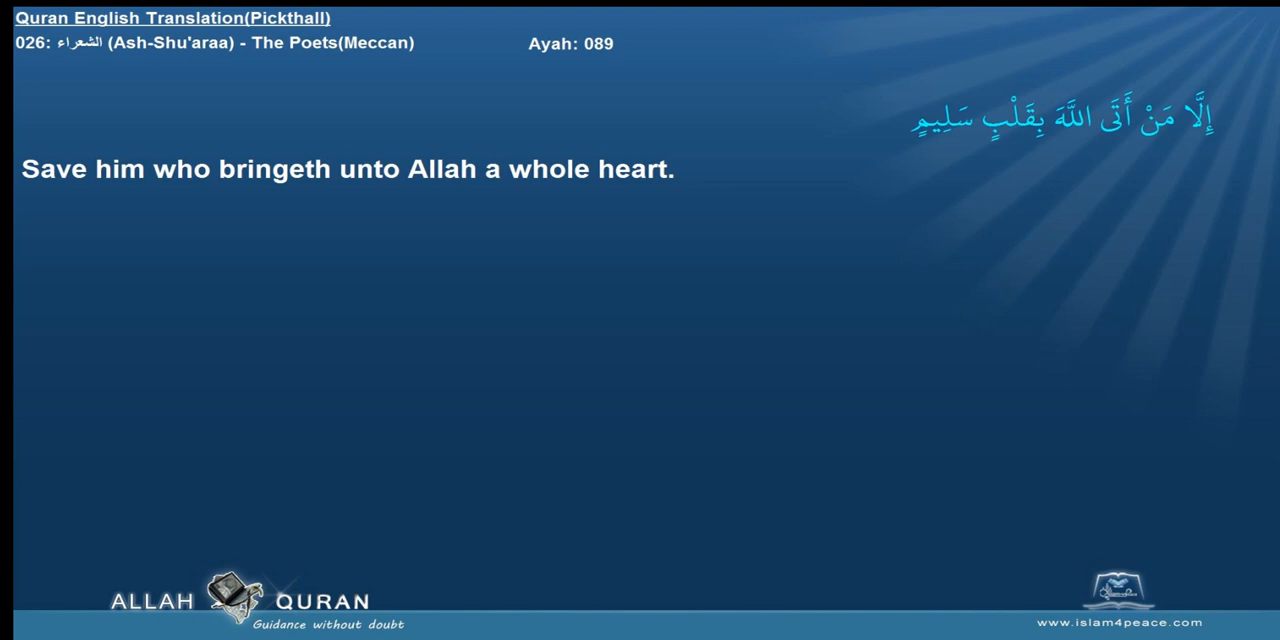 Quran English Translation(Pickthall)
026: الشعراء (Ash-Shu'araa) - The Poets(Meccan) Ayah: 089
إِلَّا مَنْ أَتَى اللَّهَ بِقَلْبٍ سَلِيمٍ
Save him who bringeth unto Allah a whole heart.
ALLAH QURAN
Guidance without doubt
www.islam4peace.com